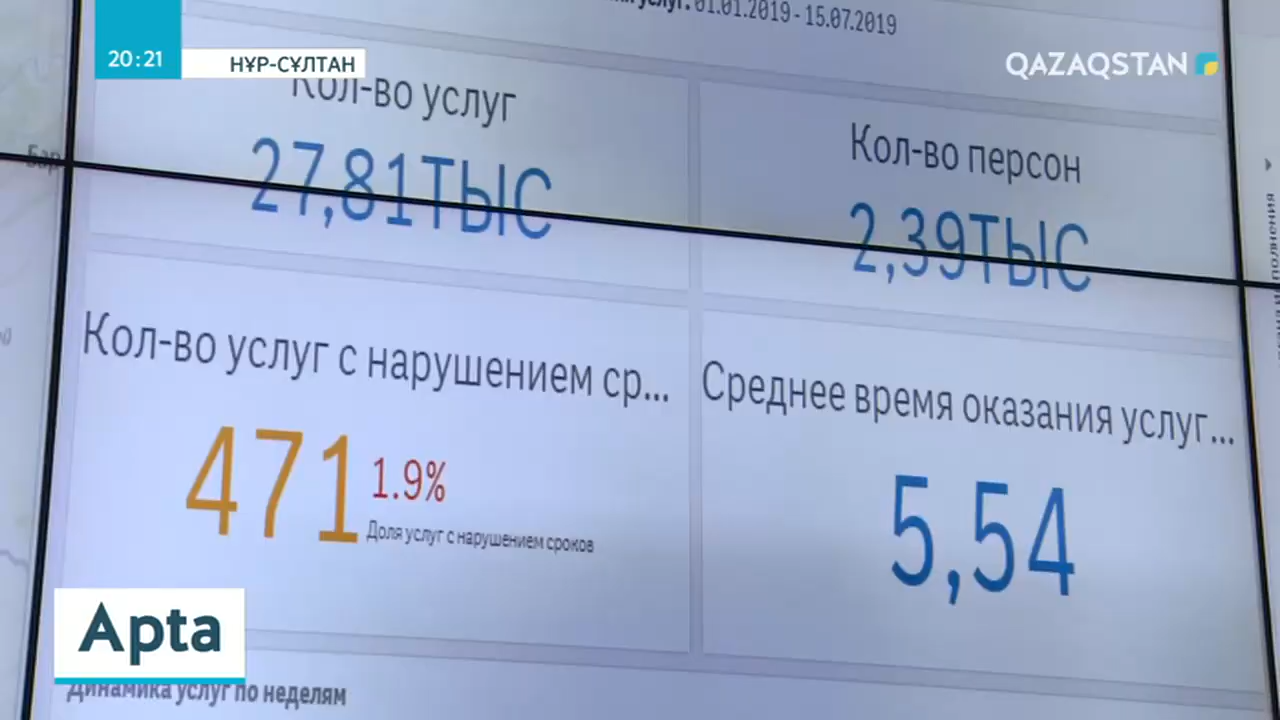 услуг: 01.01.2019 - 15.07.2019
20:21
НҰР-СҰЛТАН
QAZAQSTAN
Кол-во услуг
27,81ТЫС
Кол-во персон
2,39ТЫС
Кол-во услуг с нарушением ср...
471
1.9%
Доля услуг с нарушением сроков
Среднее время оказания услуг...
5,54
Apta
Динамика услуг по неделям